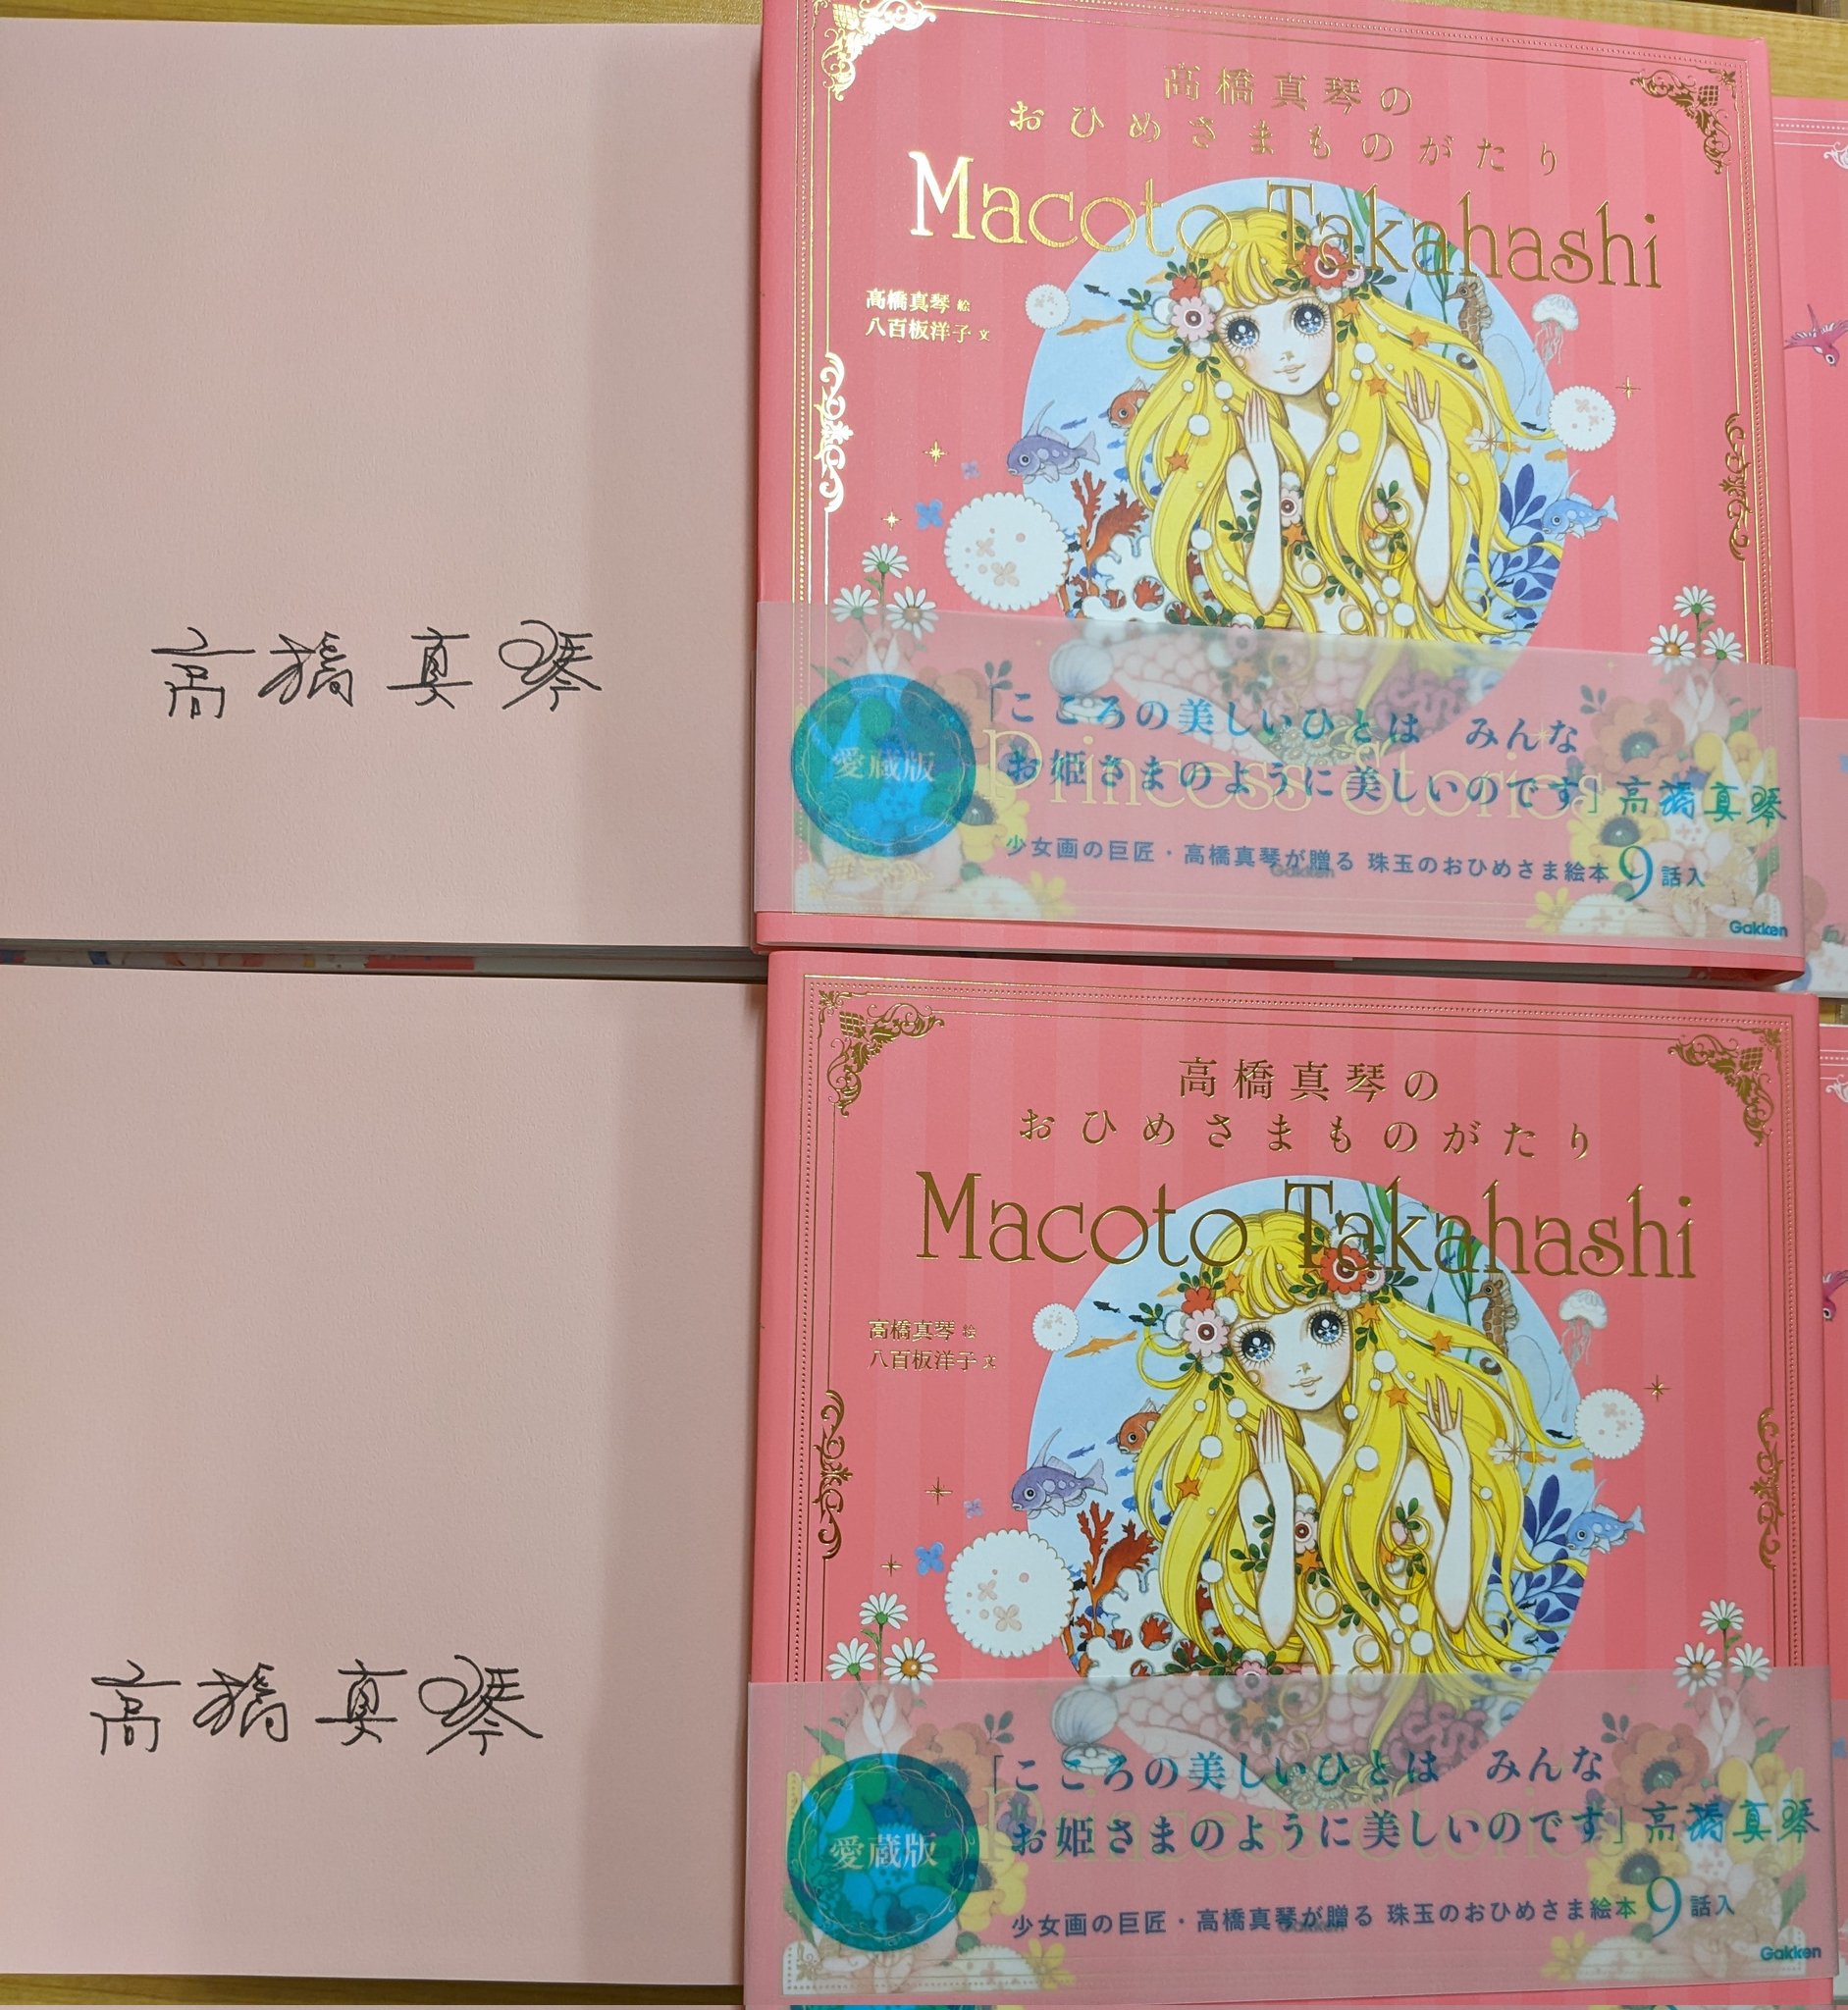 高橋真琴
高橋真琴の
おひめさまものがたり
Macoto Takahashi
高橋真琴 絵
八百板洋子 文
愛蔵版
「こころの美しいひとは みんな
お姫さまのように美しいのです」高橋真琴
Princess Stories
少女画の巨匠・高橋真琴が贈る 珠玉のおひめさま絵本9話入
Gakken
Gakken
高橋真琴
高橋真琴の
おひめさまものがたり
Macoto Takahashi
高橋真琴 絵
八百板洋子 文
愛蔵版
「こころの美しいひとは みんな
お姫さまのように美しいのです」高橋真琴
Princess Stories
少女画の巨匠・高橋真琴が贈る 珠玉のおひめさま絵本9話入
Gakken
Gakken